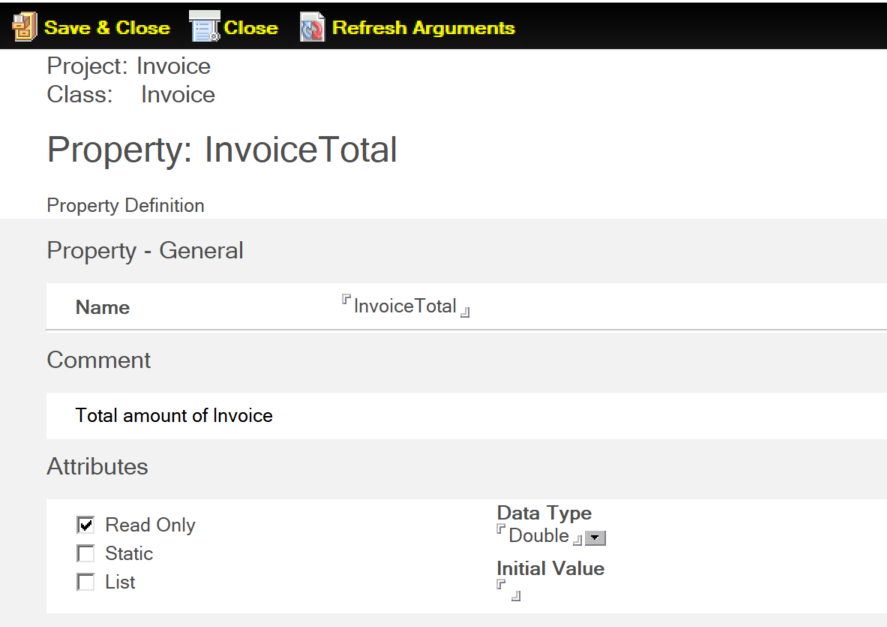 Save & Close Close Refresh Arguments
Project: Invoice
Class: Invoice
Property: InvoiceTotal
Property Definition
Property - General
Name InvoiceTotal
Comment
Total amount of Invoice
Attributes
Read Only
Static
List
Data Type
Double
Initial Value